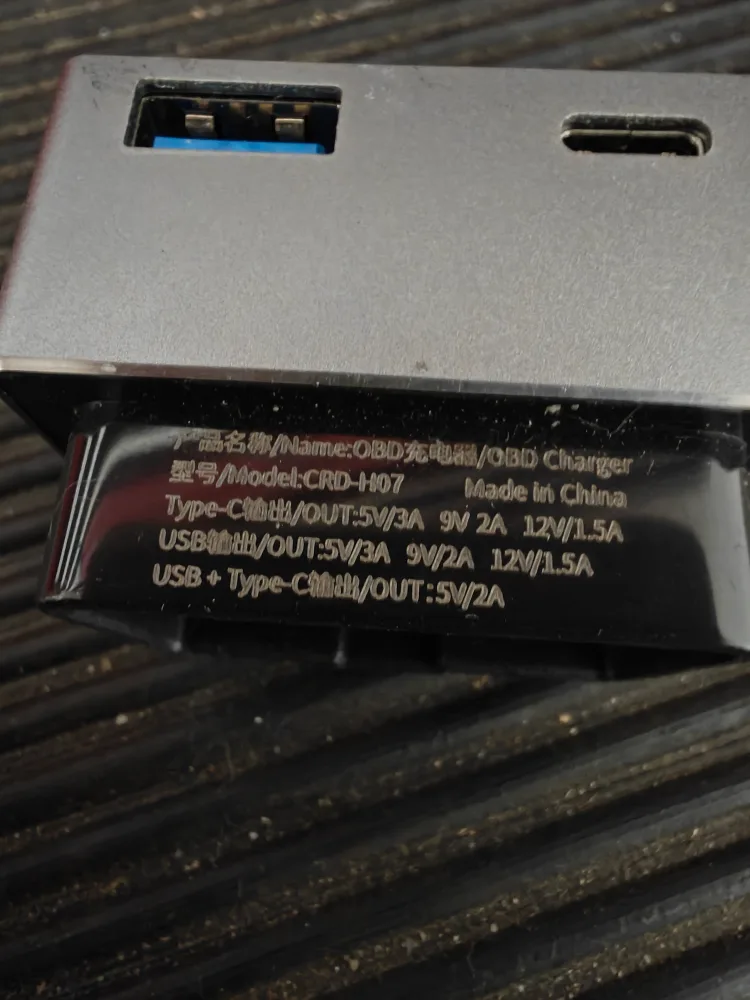 产品名称/Name:OBD充电器/OBD Charger
型号/Model:CRD-H07 Made in China
Type-C输出/OUT:5V/3A 9V 2A 12V/1.5A
USB输出/OUT:5V/3A 9V/2A 12V/1.5A
USB + Type-C输出/OUT:5V/2A